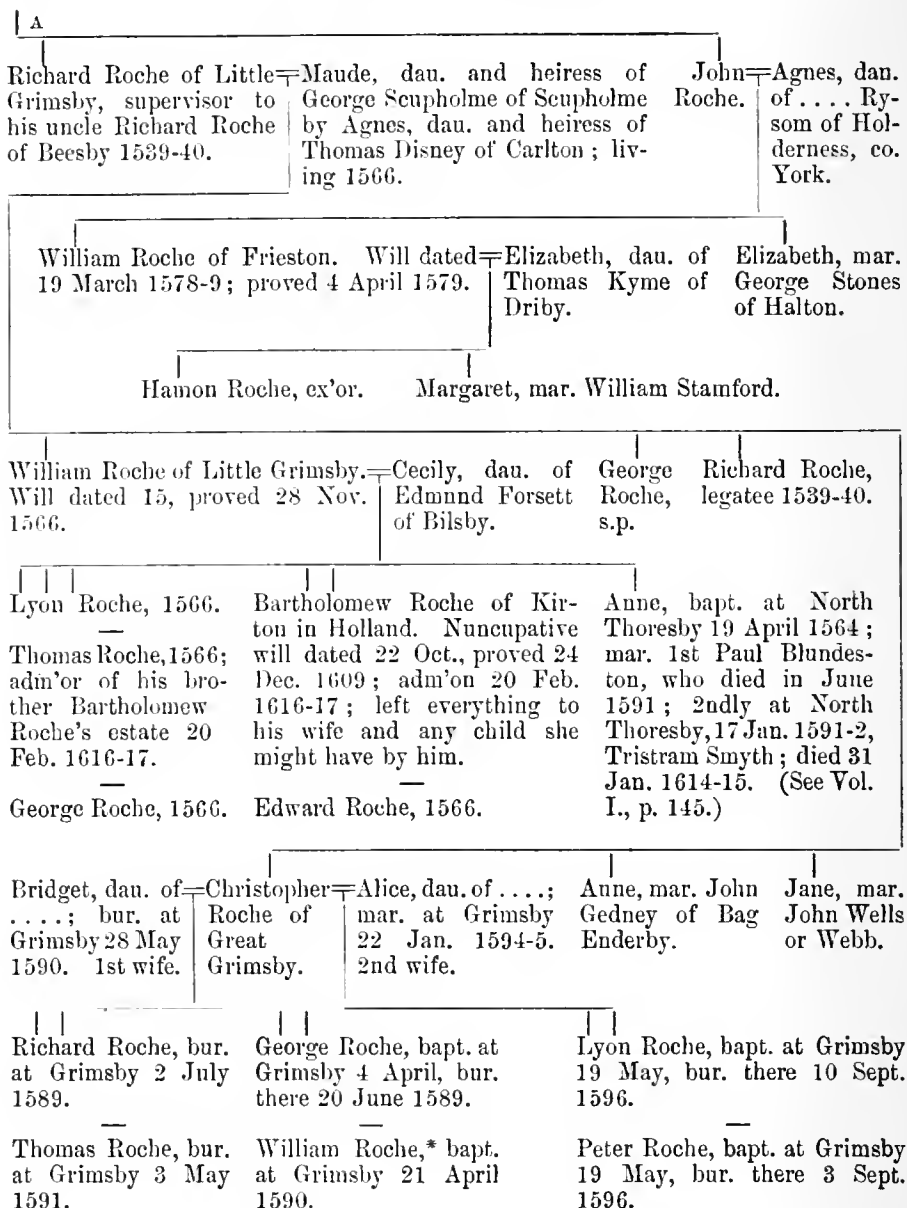 A
Richard Roche of Little
Grimsby, supervisor to
his uncle Richard Roche
of Beesby 1539-40.
Maude, dau. and heiress of
George Scupholme of Scupholme
by Agnes, dau. and heiress of
Thomas Disney of Carlton ; liv-
ing 1566.
John
Roche.
Agnes, dau.
of . . . . Ry-
som of Hol-
derness, co.
York.
William Roche of Frieston. Will dated
19 March 1578-9 ; proved 4 April 1579.
Elizabeth, dau. of
Thomas Kyme of
Driby.
Elizabeth, mar.
George Stones
of Halton.
Hamon Roche, ex'or.
Margaret, mar. William Stamford.
William Roche of Little Grimsby.
Will dated 15, proved 28 Nov.
1566.
Cecily, dau. of
Edmund Forsett
of Bilsby.
George
Roche,
s.p.
Richard Roche,
legatee 1539-40.
Lyon Roche, 1566.
—
Thomas Roche, 1566;
adm'or of his bro-
ther Bartholomew
Roche's estate 20
Feb. 1616-17.
—
George Roche, 1566.
Bartholomew Roche of Kir-
ton in Holland. Nuncupative
will dated 22 Oct., proved 24
Dec. 1609 ; adm'on 20 Feb.
1616-17 ; left everything to
his wife and any child she
might have by him.
—
Edward Roche, 1566.
Anne, bapt. at North
Thoresby 19 April 1564 ;
mar. 1st Paul Blundes-
ton, who died in June
1591 ; 2ndly at North
Thoresby, 17 Jan. 1591-2,
Tristram Smyth ; died 31
Jan. 1614-15. (See Vol.
I., p. 145.)
Bridget, dau. of
. . . . ; bur. at
Grimsby 28 May
1590. 1st wife.
Christopher
Roche of
Great
Grimsby.
Alice, dau. of . . . . ;
mar. at Grimsby
22 Jan. 1594-5.
2nd wife.
Anne, mar. John
Gedney of Bag
Enderby.
Jane, mar.
John Wells
or Webb.
Richard Roche, bur.
at Grimsby 2 July
1589.
—
Thomas Roche, bur.
at Grimsby 3 May
1591.
George Roche, bapt. at
Grimsby 4 April, bur.
there 20 June 1589.
—
William Roche,* bapt.
at Grimsby 21 April
1590.
Lyon Roche, bapt. at Grimsby
19 May, bur. there 10 Sept.
1596.
—
Peter Roche, bapt. at Grimsby
19 May, bur. there 3 Sept.
1596.